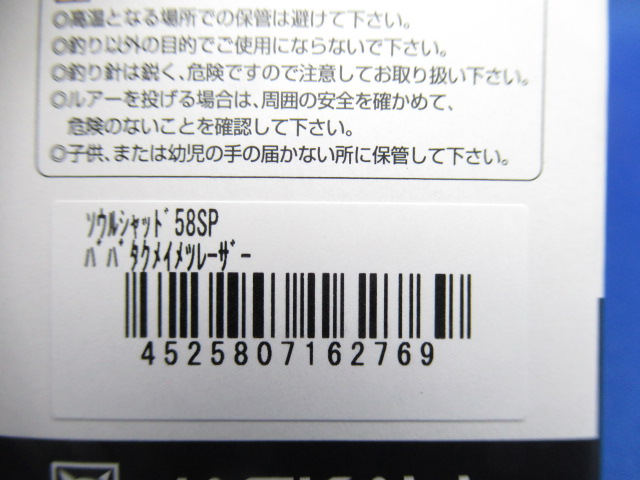 ◎高温となる場所での保管は避けて下さい。
◎釣り以外の目的でご使用にならないで下さい。
◎釣り針は鋭く、危険ですので注意してお取り扱い下さい。
◎ルアーを投げる場合は、周囲の安全を確かめて、
危険のないことを確認して下さい。
◎子供、または幼児の手の届かない所に保管して下さい。
ｿｳﾙｼｬｯﾄﾞ58SP
ﾊﾟﾊﾟﾀｸﾒｲﾒﾂﾚｰｻﾞｰ
4525807162769